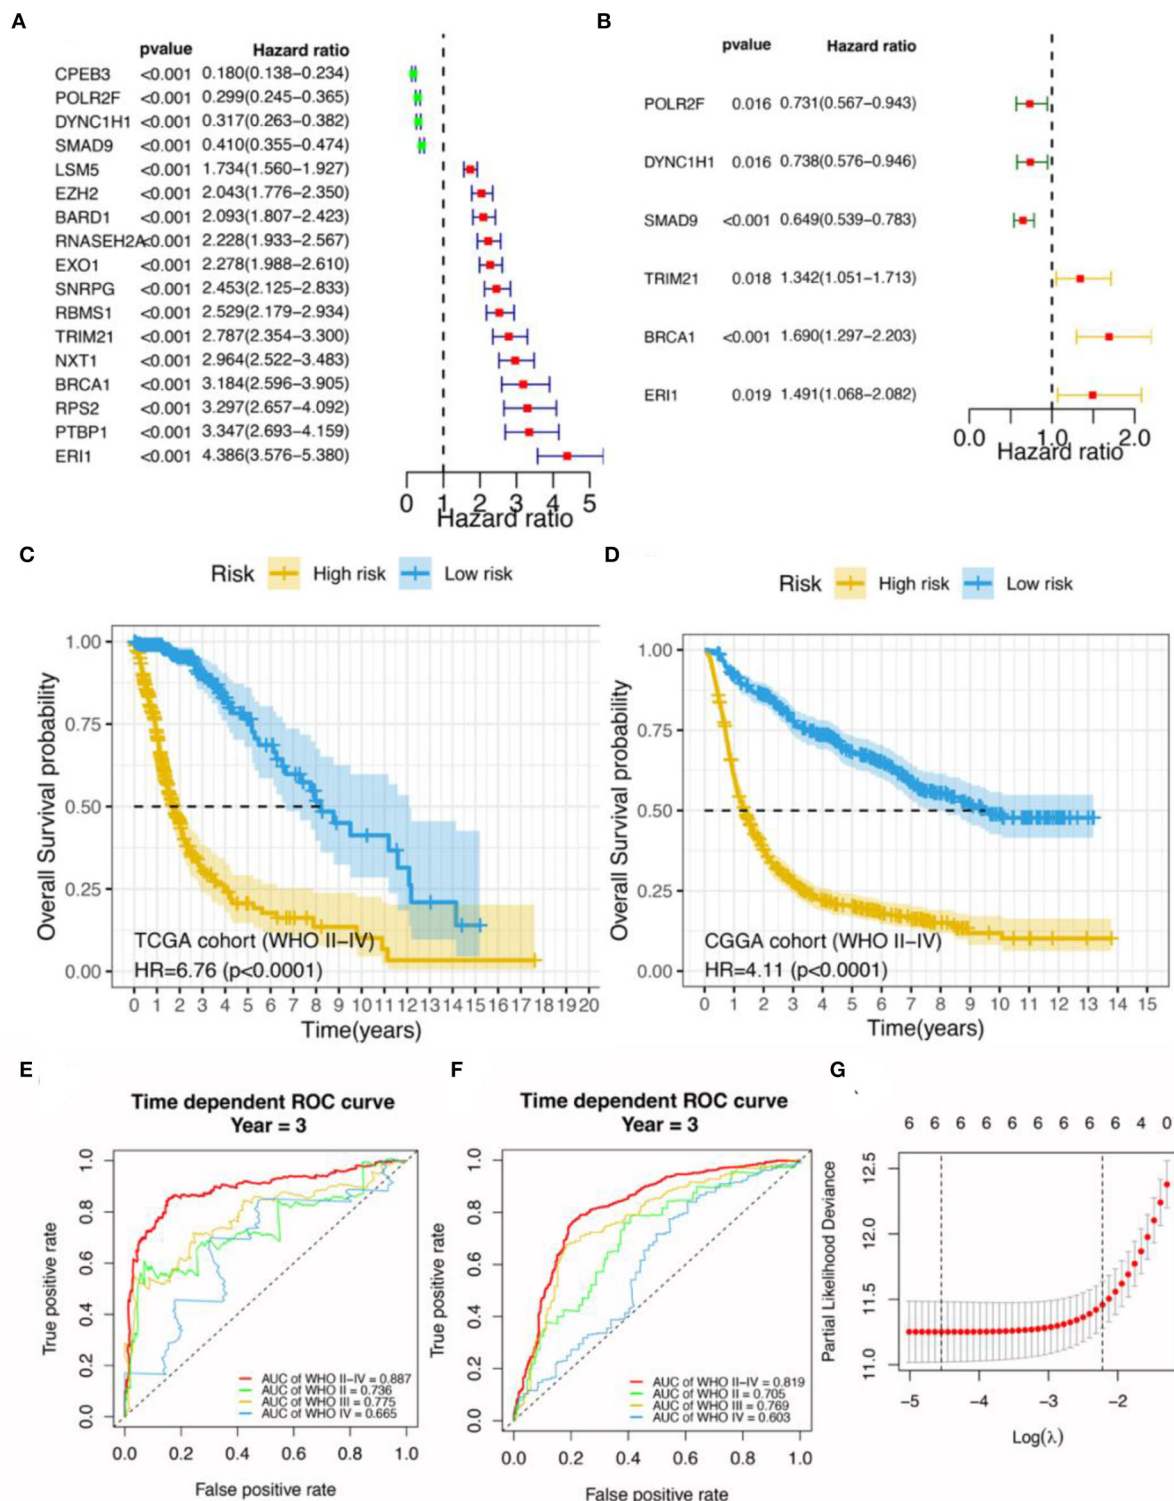 A
pvalue Hazard ratio
CPEB3 <0.001 0.180(0.138−0.234)
POLR2F <0.001 0.299(0.245−0.365)
DYNC1H1 <0.001 0.317(0.263−0.382)
SMAD9 <0.001 0.410(0.355−0.474)
LSM5 <0.001 1.734(1.560−1.927)
EZH2 <0.001 2.043(1.776−2.350)
BARD1 <0.001 2.093(1.807−2.423)
RNASEH2A <0.001 2.228(1.933−2.567)
EXO1 <0.001 2.278(1.988−2.610)
SNRPG <0.001 2.453(2.125−2.833)
RBMS1 <0.001 2.529(2.179−2.934)
TRIM21 <0.001 2.787(2.354−3.300)
NXT1 <0.001 2.964(2.522−3.483)
BRCA1 <0.001 3.184(2.596−3.905)
RPS2 <0.001 3.297(2.657−4.092)
PTBP1 <0.001 3.347(2.693−4.159)
ERI1 <0.001 4.386(3.576−5.380)
0 1 2 3 4 5
Hazard ratio
B
pvalue Hazard ratio
POLR2F 0.016 0.731(0.567−0.943)
DYNC1H1 0.016 0.738(0.576−0.946)
SMAD9 <0.001 0.649(0.539−0.783)
TRIM21 0.018 1.342(1.051−1.713)
BRCA1 <0.001 1.690(1.297−2.203)
ERI1 0.019 1.491(1.068−2.082)
0.0 1.0 2.0
Hazard ratio
C
Risk High risk Low risk
Overall Survival probability
1.00
0.75
0.50
0.25
0.00
TCGA cohort (WHO II−IV)
HR=6.76 (p<0.0001)
0 1 2 3 4 5 6 7 8 9 10 11 12 13 14 15 16 17 18 19 20
Time(years)
D
Risk High risk Low risk
Overall Survival probability
1.00
0.75
0.50
0.25
0.00
CGGA cohort (WHO II−IV)
HR=4.11 (p<0.0001)
0 1 2 3 4 5 6 7 8 9 10 11 12 13 14 15
Time(years)
E
Time dependent ROC curve
Year = 3
True positive rate
1.0
0.8
0.6
0.4
0.2
0.0
AUC of WHO II−IV = 0.887
AUC of WHO II = 0.736
AUC of WHO III = 0.775
AUC of WHO IV = 0.665
0.0 0.2 0.4 0.6 0.8 1.0
False positive rate
F
Time dependent ROC curve
Year = 3
True positive rate
1.0
0.8
0.6
0.4
0.2
0.0
AUC of WHO II−IV = 0.819
AUC of WHO II = 0.705
AUC of WHO III = 0.769
AUC of WHO IV = 0.603
0.0 0.2 0.4 0.6 0.8 1.0
False positive rate
G
6 6 6 6 6 6 6 6 6 4 0
Partial Likelihood Deviance
12.5
12.0
11.5
11.0
−5 −4 −3 −2
Log(λ)